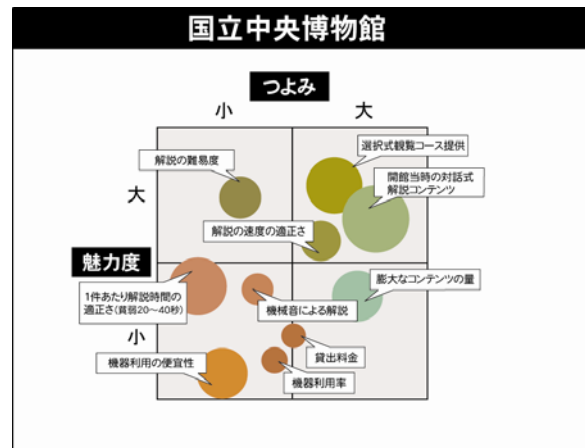 国立中央博物館
つよみ
小
大
選択式観覧コース提供
解説の難易度
開館当時の対話式
解説コンテンツ
大
解説の速度の適正さ
魅力度
膨大なコンテンツの量
1件あたり解説時間の
適正さ(貧弱20〜40秒)
機械音による解説
小
貸出料金
機器利用の便宜性
機器利用率